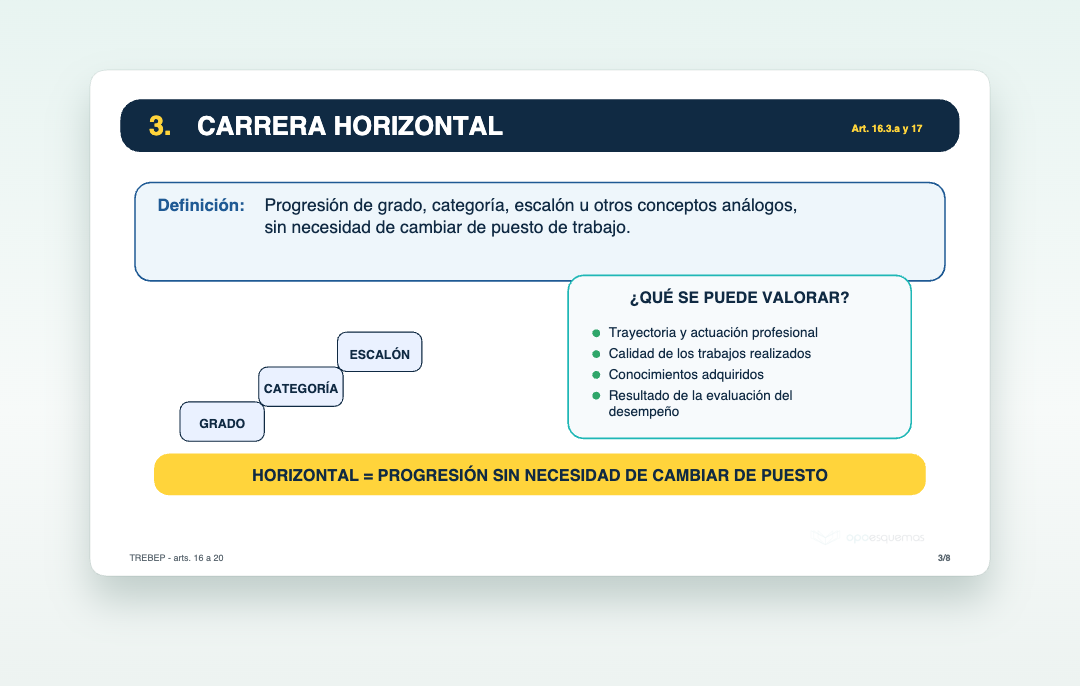 3. CARRERA HORIZONTAL
Art. 16.3.a y 17
Definición: Progresión de grado, categoría, escalón u otros conceptos análogos,
sin necesidad de cambiar de puesto de trabajo.
¿QUÉ SE PUEDE VALORAR?
Trayectoria y actuación profesional
Calidad de los trabajos realizados
Conocimientos adquiridos
Resultado de la evaluación del
desempeño
ESCALÓN
CATEGORÍA
GRADO
HORIZONTAL = PROGRESIÓN SIN NECESIDAD DE CAMBIAR DE PUESTO
opoesquemas
TREBEP - arts. 16 a 20
3/8